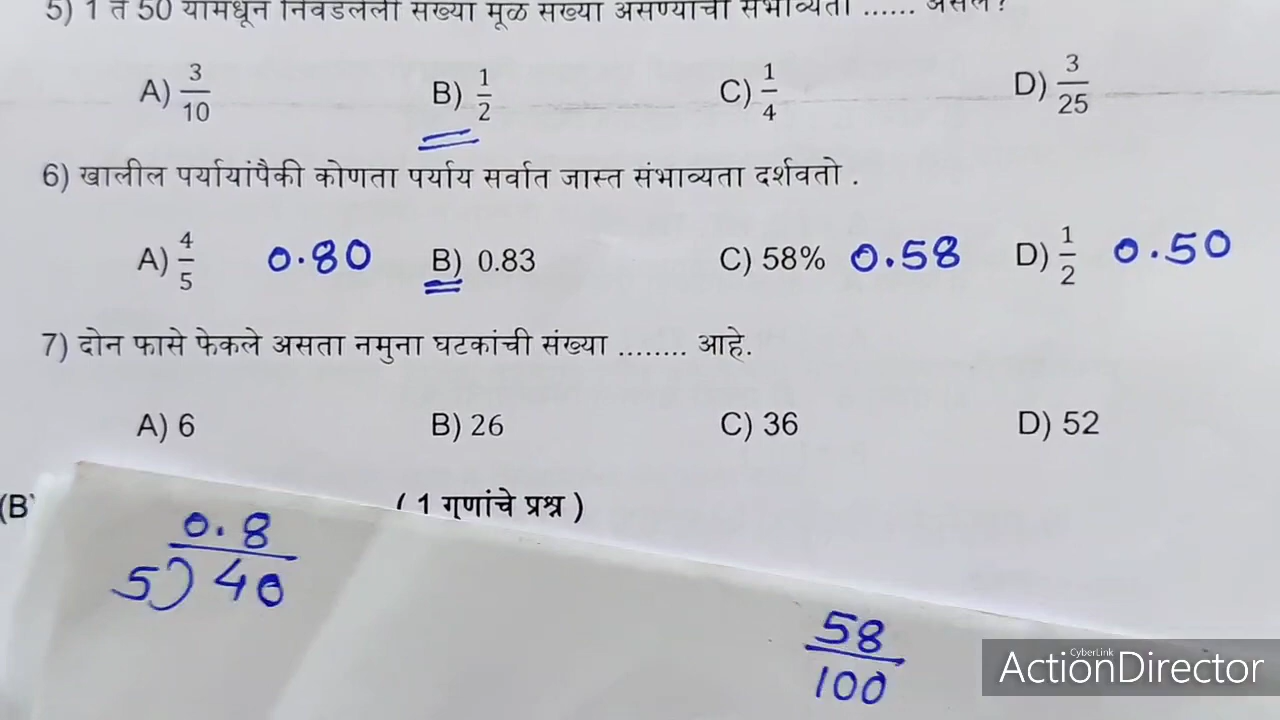 5) 1 ते 50 यामधून निवडलेली संख्या मूळ संख्या असण्याची संभाव्यता ...... असेल?
A) 3/10 B) 1/2 C) 1/4 D) 3/25
6) खालील पर्यायांपैकी कोणता पर्याय सर्वात जास्त संभाव्यता दर्शवतो .
A) 4/5 0.80 B) 0.83 C) 58% 0.58 D) 1/2 0.50
7) दोन फासे फेकले असता नमुना घटकांची संख्या ........ आहे.
A) 6 B) 26 C) 36 D) 52
(B) ( 1 गुणांचे प्रश्न )
0.8
5) 40
58/100
CyberLink
ActionDirector